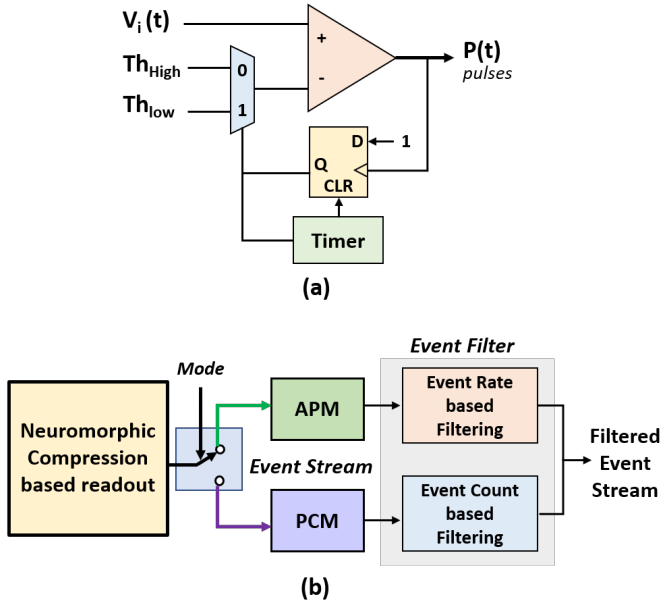 V_i (t)
Th_High
Th_low
0
1
+
-
P(t)
pulses
D
1
Q
CLR
Timer
(a)
Mode
Neuromorphic
Compression
based readout
Event Stream
APM
PCM
Event Filter
Event Rate
based
Filtering
Event Count
based
Filtering
Filtered
Event
Stream
(b)